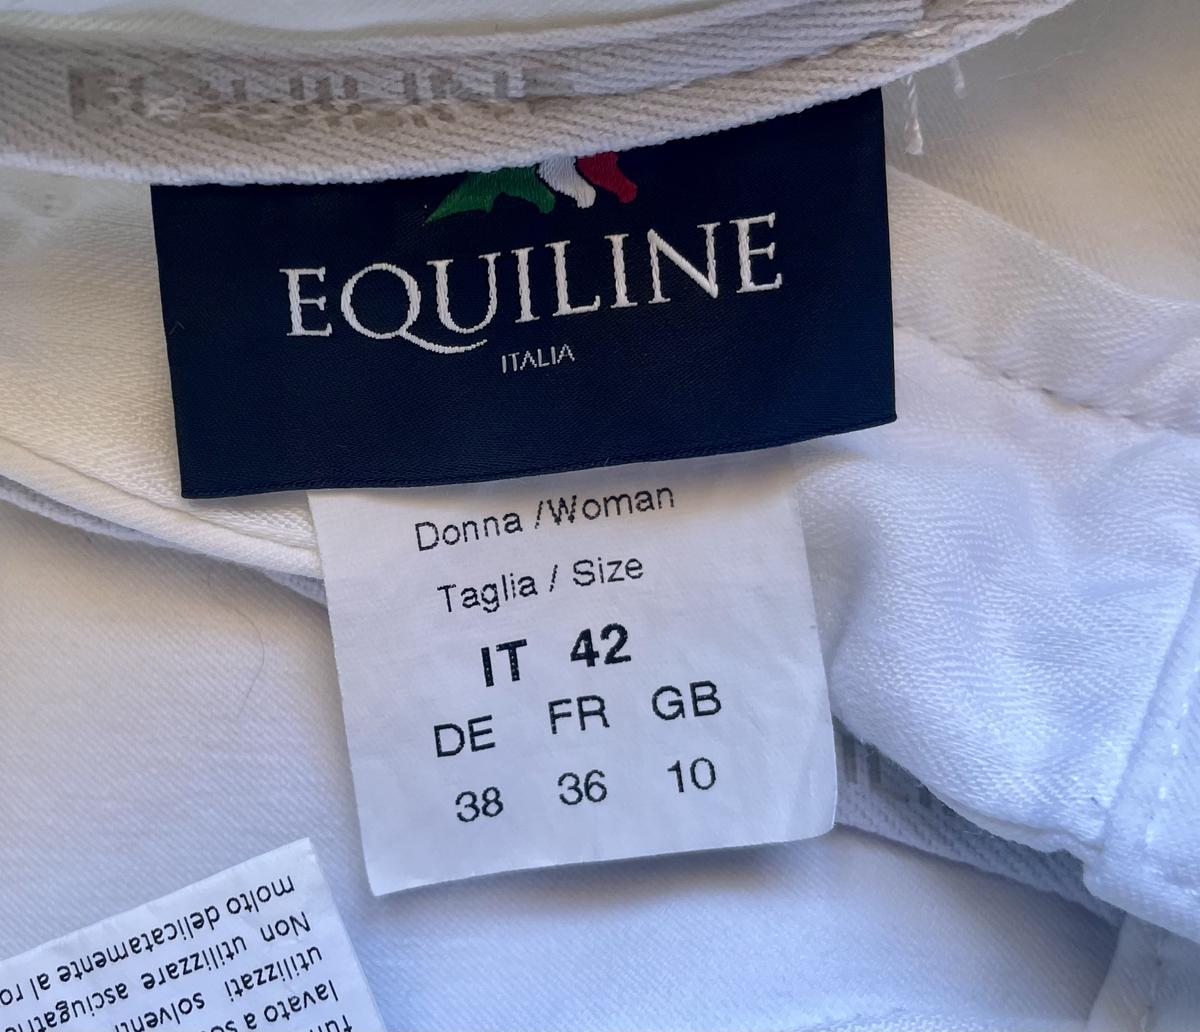 EQUILINE
EQUILINE
ITALIA
Donna /Woman
Taglia / Size
IT 42
DE FR GB
38 36 10
lavato a
utilizzati solventi
Non utilizzare
molto delicatamente al